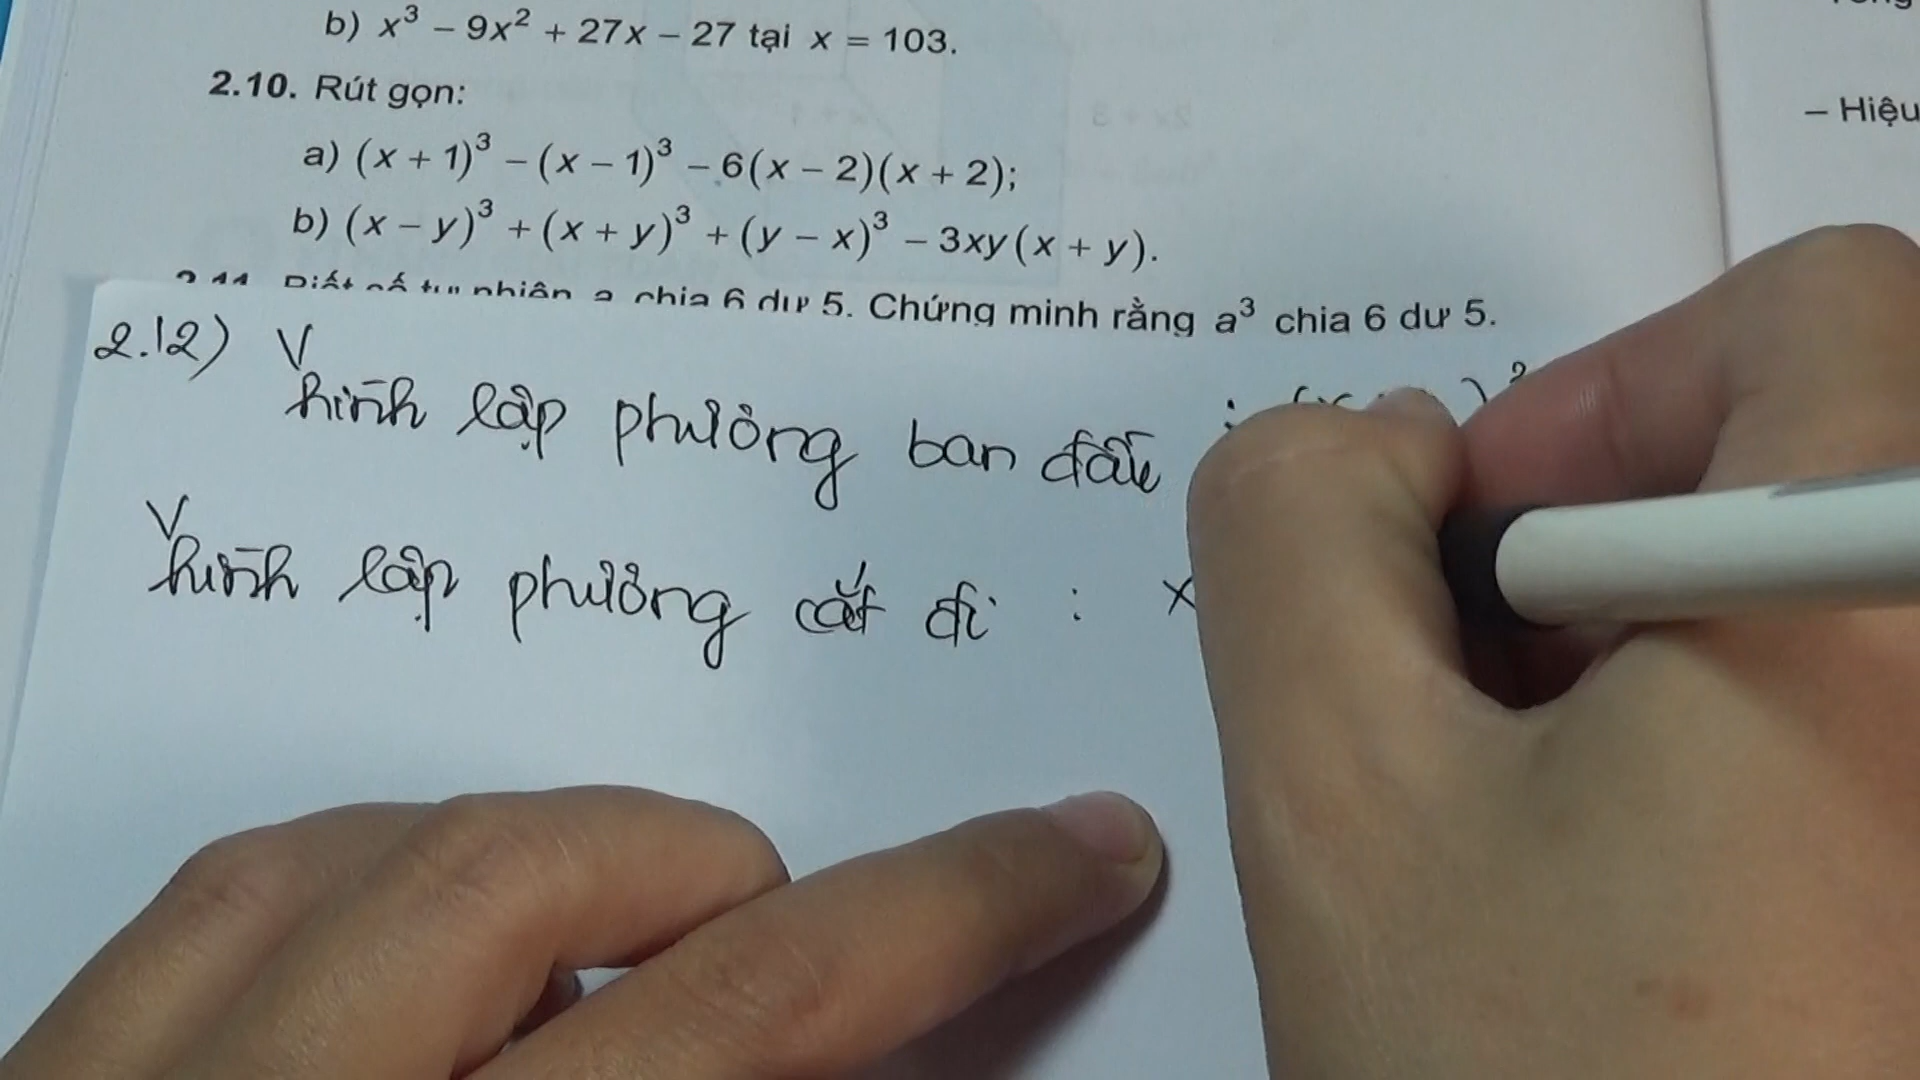 b) x³ − 9x² + 27x − 27 tại x = 103.
2.10. Rút gọn:
− Hiệu
a) (x + 1)³ − (x − 1)³ − 6(x − 2)(x + 2);
b) (x − y)³ + (x + y)³ + (y − x)³ − 3xy(x + y).
nhiên a chia 6 dư 5. Chứng minh rằng a³ chia 6 dư 5.
2.12) V
hình lập phương ban đầu :
V
hình lập phương cắt đi : x